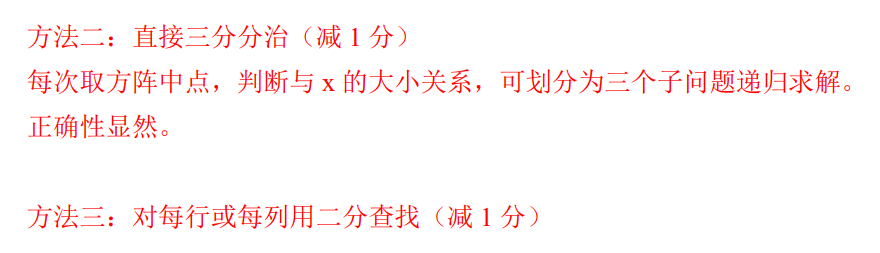 方法二：直接三分分治（减 1 分）
每次取方阵中点，判断与 x 的大小关系，可划分为三个子问题递归求解。
正确性显然。
方法三：对每行或每列用二分查找（减 1 分）